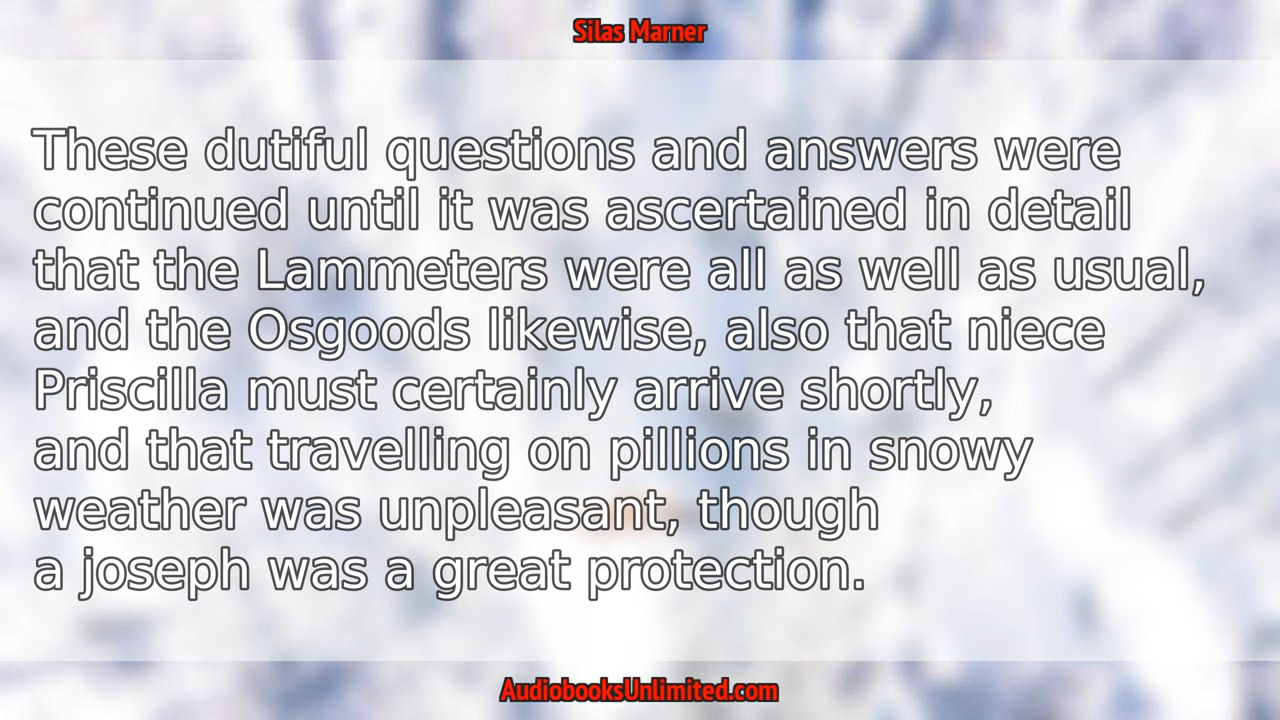 Silas Marner
These dutiful questions and answers were
continued until it was ascertained in detail
that the Lammeters were all as well as usual,
and the Osgoods likewise, also that niece
Priscilla must certainly arrive shortly,
and that travelling on pillions in snowy
weather was unpleasant, though
a joseph was a great protection.
AudiobooksUnlimited.com